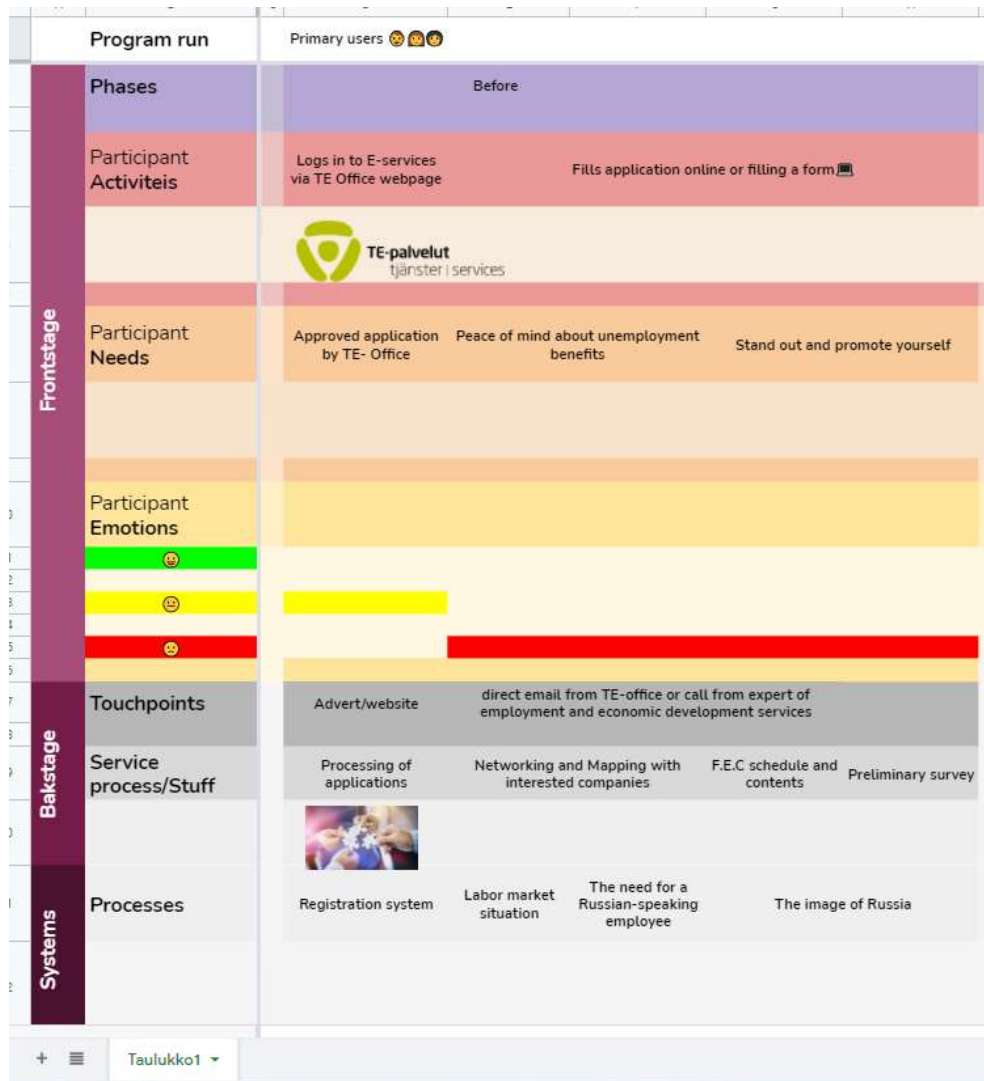 Program run
Primary users 👨👩🧑
Phases
Before
Participant
Activiteis
Logs in to E-services
via TE Office webpage
Fills application online or filling a form💻
TE-palvelut
tjänster | services
Frontstage
Participant
Needs
Approved application
by TE- Office
Peace of mind about unemployment
benefits
Stand out and promote yourself
Participant
Emotions
Bakstage
Touchpoints
Advert/website
direct email from TE-office or call from expert of
employment and economic development services
Service
process/Stuff
Processing of
applications
Networking and Mapping with
interested companies
F.E.C schedule and
contents
Preliminary survey
Systems
Processes
Registration system
Labor market
situation
The need for a
Russian-speaking
employee
The image of Russia
Taulukko1